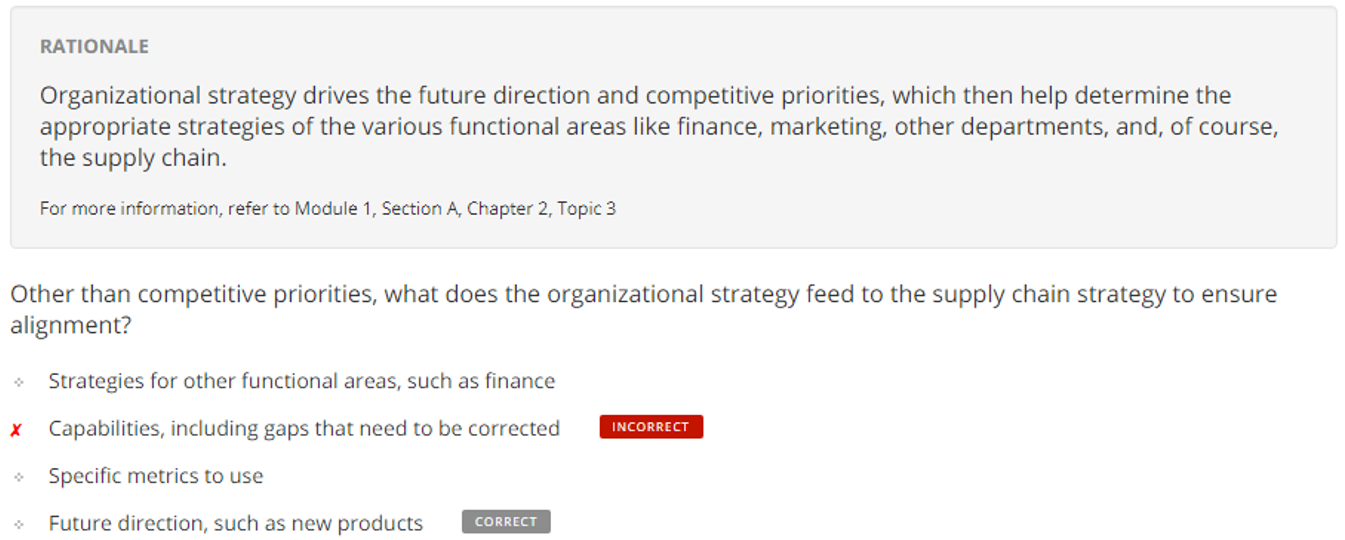 RATIONALE
Organizational strategy drives the future direction and competitive priorities, which then help determine the
appropriate strategies of the various functional areas like finance, marketing, other departments, and, of course,
the supply chain.
For more information, refer to Module 1, Section A, Chapter 2, Topic 3
Other than competitive priorities, what does the organizational strategy feed to the supply chain strategy to ensure
alignment?
Strategies for other functional areas, such as finance
✗ Capabilities, including gaps that need to be corrected INCORRECT
Specific metrics to use
Future direction, such as new products CORRECT